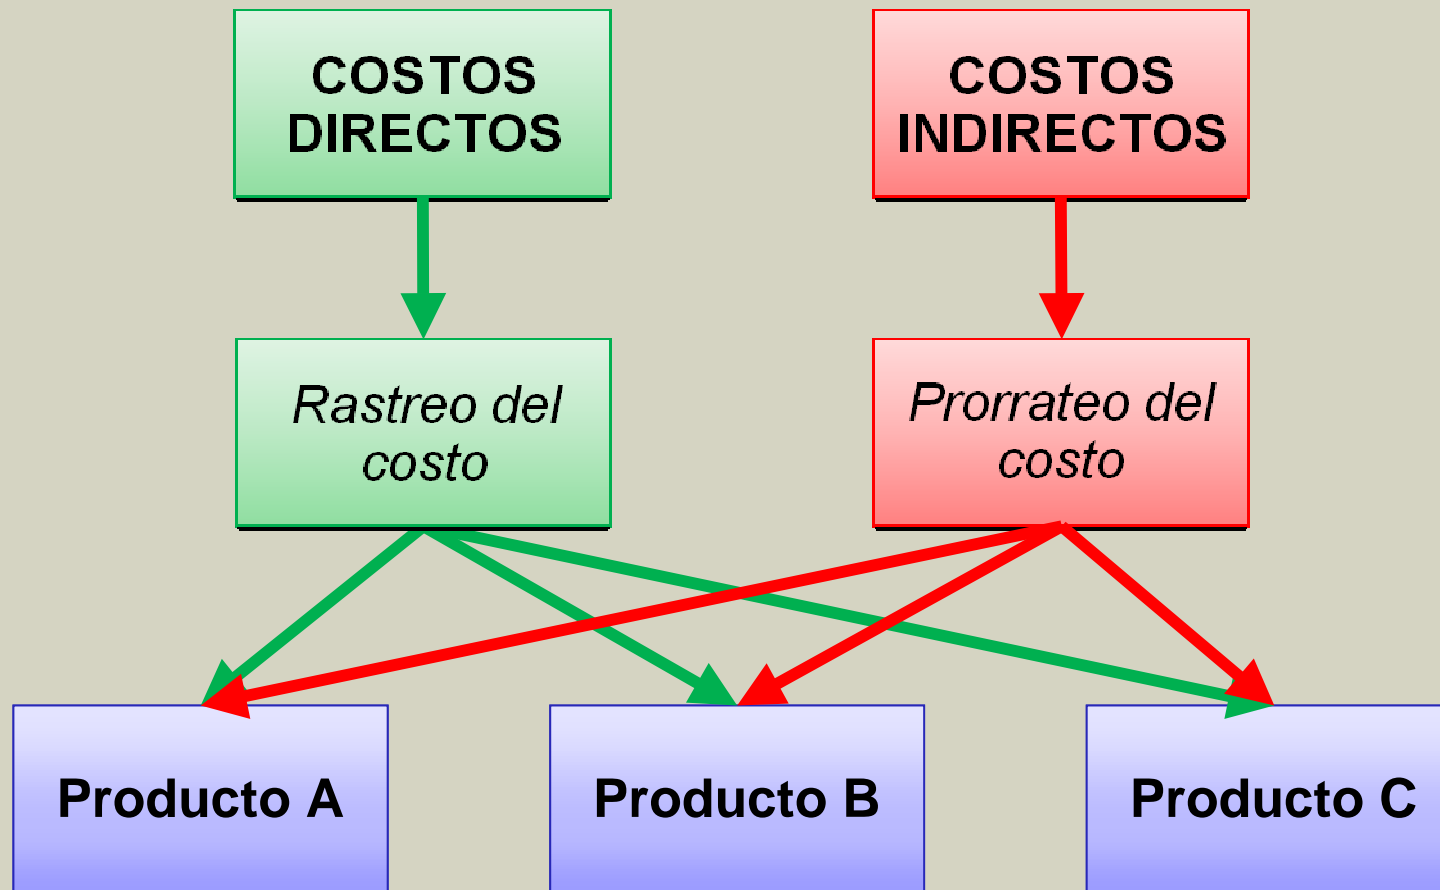 COSTOS
DIRECTOS
COSTOS
INDIRECTOS
Rastreo del
costo
Prorrateo del
costo
Producto A
Producto B
Producto C